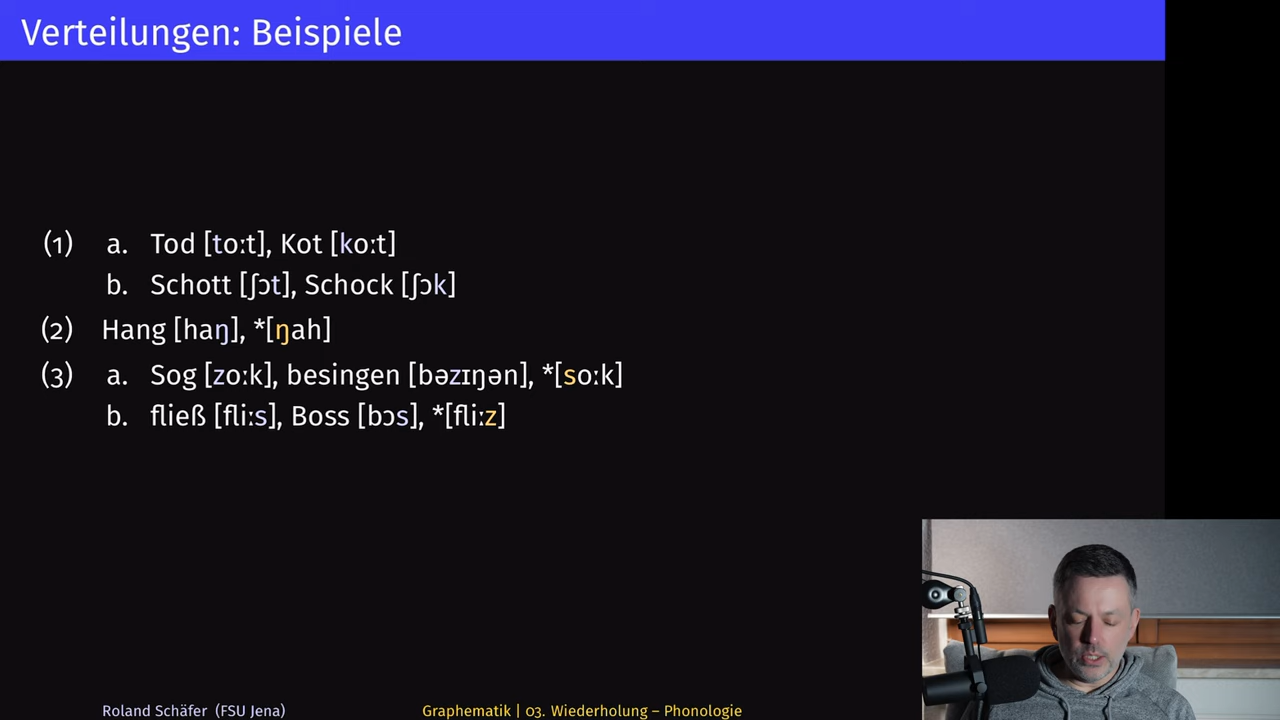 Verteilungen: Beispiele
(1) a. Tod [toːt], Kot [koːt]
b. Schott [ʃɔt], Schock [ʃɔk]
(2) Hang [haŋ], *[ŋah]
(3) a. Sog [zoːk], besingen [bəzɪŋən], *[soːk]
b. fließ [fliːs], Boss [bɔs], *[fliːz]
Roland Schäfer (FSU Jena) Graphematik | 03. Wiederholung – Phonologie